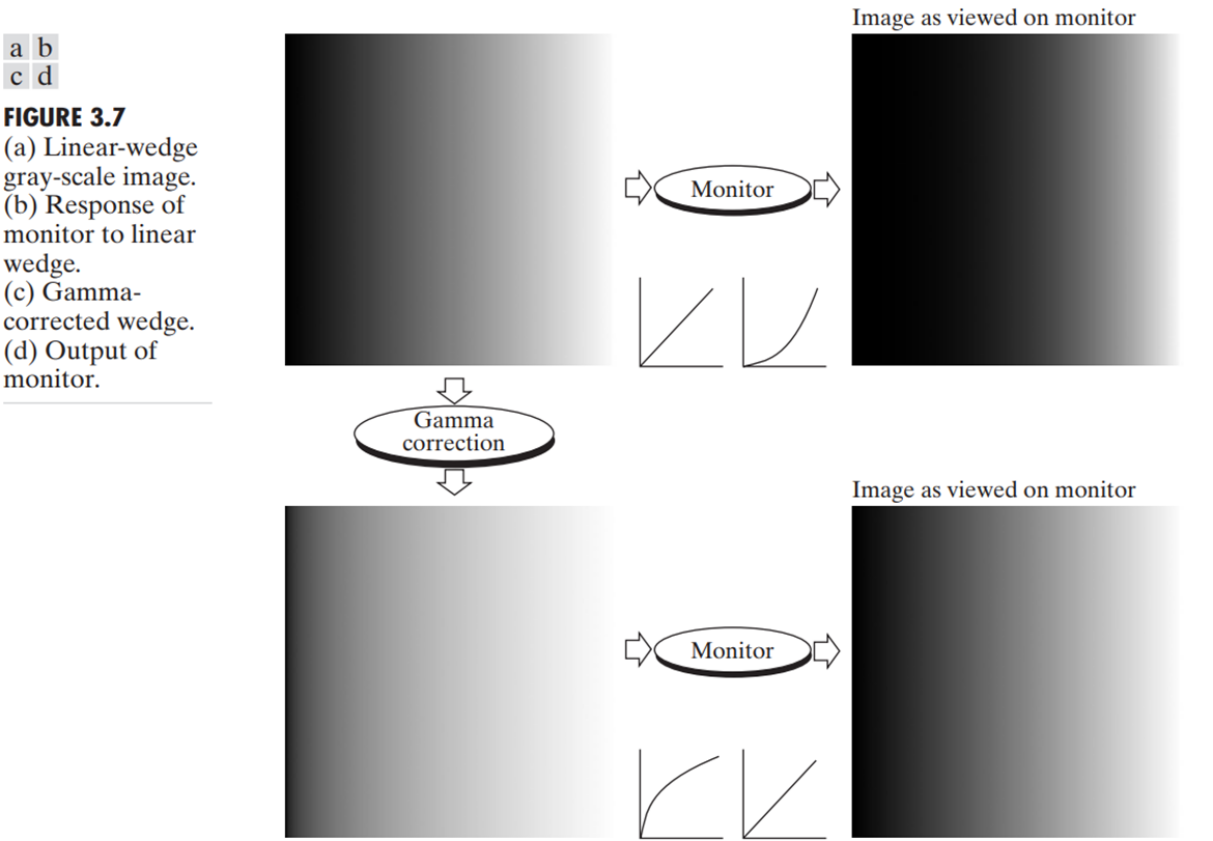 a b
c d
FIGURE 3.7
(a) Linear-wedge
gray-scale image.
(b) Response of
monitor to linear
wedge.
(c) Gamma-
corrected wedge.
(d) Output of
monitor.
Image as viewed on monitor
Monitor
Gamma
correction
Image as viewed on monitor
Monitor